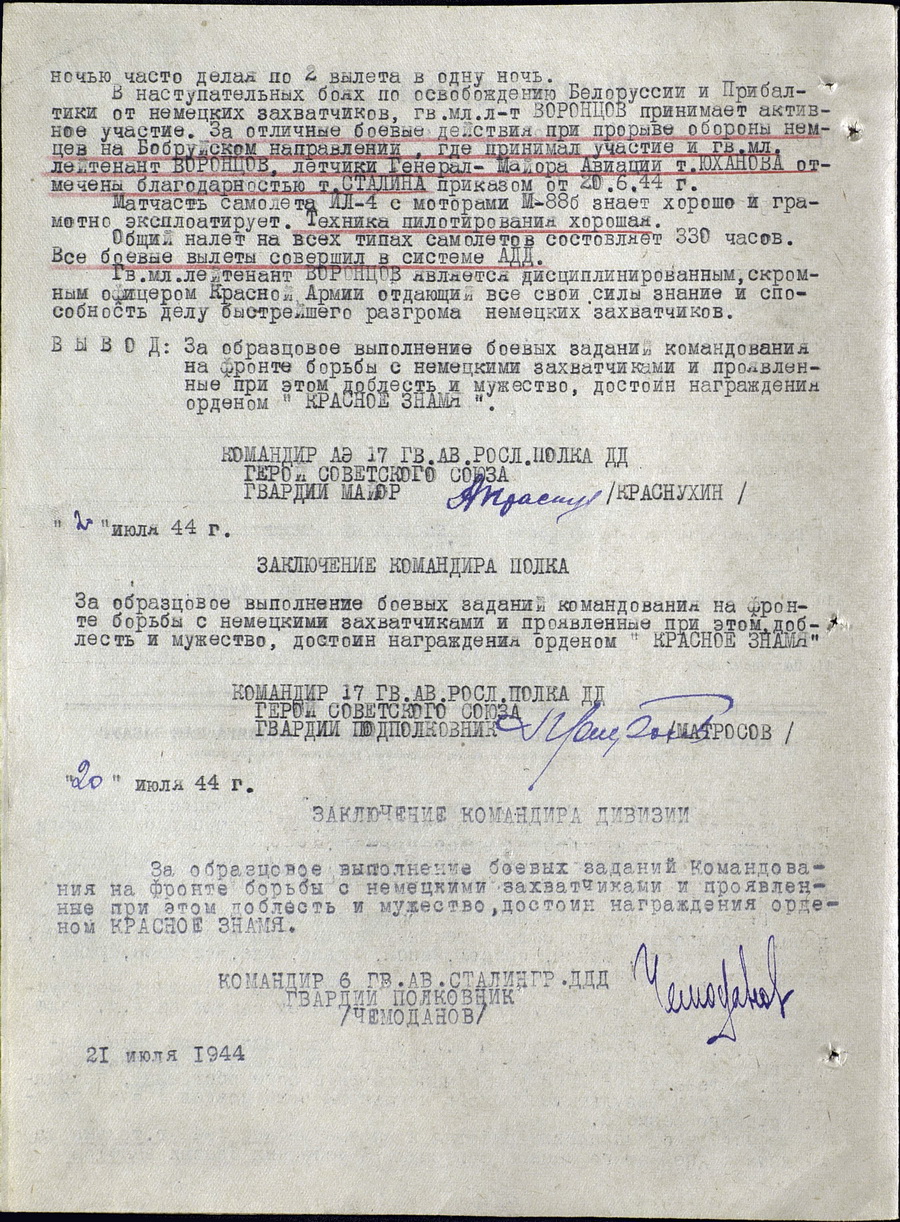 ночью часто делая по 2 вылета в одну ночь.
В наступательных боях по освобождению Белоруссии и Прибал-
тики от немецких захватчиков, гв.мл.л-т ВОРОНЦОВ принимает актив-
ное участие. За отличные боевые действия при прорыве обороны нем-
цев на Бобруйском направлении , где принимал участие и гв.мл.
лейтенант ВОРОНЦОВ, летчики Генерал- Майора Авиации т.ЮХАНОВА от-
мечены благодарностью т.СТАЛИНА приказом от 20.6.44 г.
Матчасть самолета ИЛ-4 с моторами М-88б знает хорошо и гра-
мотно эксплоатирует. Техника пилотирования хорошая.
Общий налет на всех типах самолетов состовляет 330 часов.
Все боевые вылеты совершил в системе АДД.
Гв.мл.лейтенант ВОРОНЦОВ является дисциплинированным,скром-
ным офицером Красной Армии отдающий все свои силы знание и спо-
собность делу быстрейшего разгрома немецких захватчиков.
В Ы В О Д: За образцовое выполнение боевых заданий командования
на фронте борьбы с немецкими захватчиками и проявлен-
ные при этом доблесть и мужество, достоин награждения
орденом " КРАСНОЕ ЗНАМЯ ".
КОМАНДИР АЭ 17 ГВ.АВ.РОСЛ.ПОЛКА ДД
ГЕРОЙ СОВЕТСКОГО СОЮЗА
ГВАРДИИ МАЙОР /КРАСНУХИН /
" 2 "июля 44 г.
ЗАКЛЮЧЕНИЕ КОМАНДИРА ПОЛКА
За образцовое выполнение боевых заданий командования на фрон-
те борьбы с немецкими захватчиками и проявленные при этом,доб-
лесть и мужество, достоин награждения орденом " КРАСНОЕ ЗНАМЯ"
КОМАНДИР 17 ГВ.АВ.РОСЛ.ПОЛКА ДД
ГЕРОЙ СОВЕТСКОГО СОЮЗА
ГВАРДИИ ПОДПОЛКОВНИК /МАТРОСОВ /
"20" июля 44 г.
ЗАКЛЮЧЕНИЕ КОМАНДИРА ДИВИЗИИ
За образцовое выполнение боевых заданий Командова-
ния на фронте борьбы с немецкими захватчиками и проявлен-
ные при этом доблесть и мужество,достоин награждения орде-
ном КРАСНОЕ ЗНАМЯ.
КОМАНДИР 6 ГВ.АВ.СТАЛИНГР.ДДД
ГВАРДИИ ПОЛКОВНИК
/ЧЕМОДАНОВ/ Чемоданов
21 июля 1944